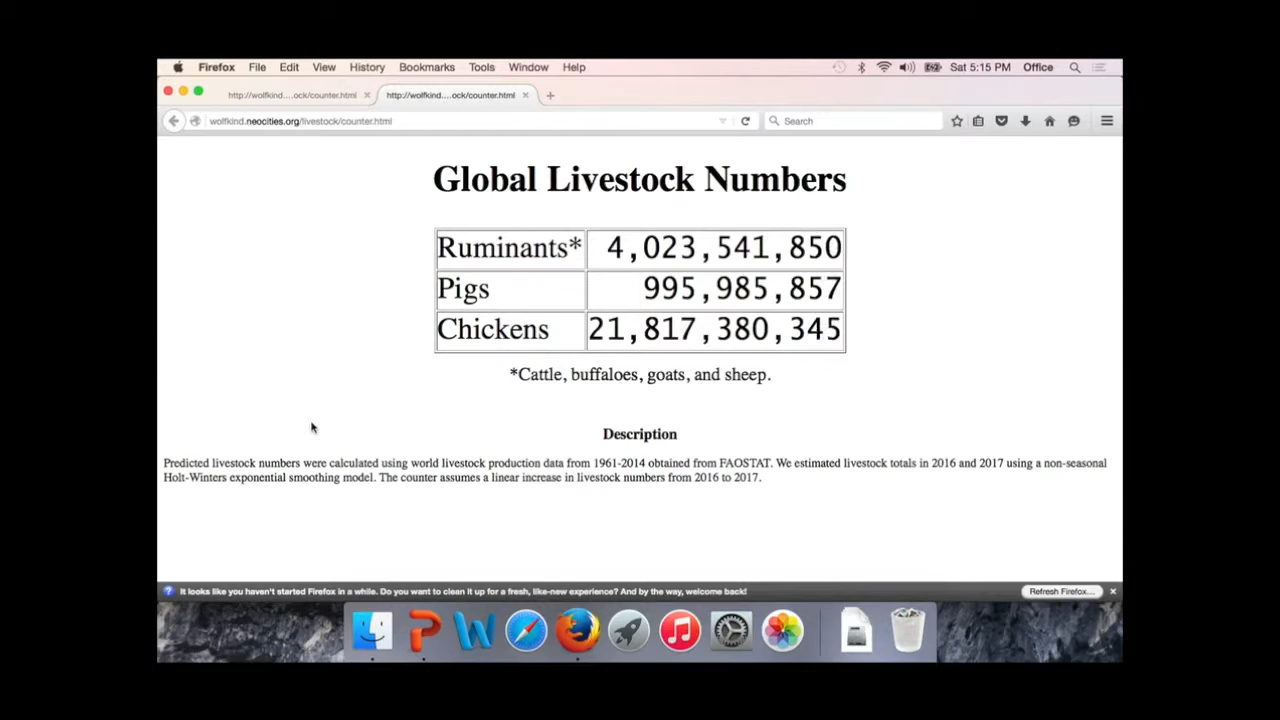 Firefox File Edit View History Bookmarks Tools Window Help Sat 5:15 PM Office
http://wolfkind....ock/counter.html http://wolfkind....ock/counter.html
wolfkind.neocities.org/livestock/counter.html Search
Global Livestock Numbers
Ruminants* 4,023,541,850
Pigs 995,985,857
Chickens 21,817,380,345
*Cattle, buffaloes, goats, and sheep.
Description
Predicted livestock numbers were calculated using world livestock production data from 1961-2014 obtained from FAOSTAT. We estimated livestock totals in 2016 and 2017 using a non-seasonal
Holt-Winters exponential smoothing model. The counter assumes a linear increase in livestock numbers from 2016 to 2017.
It looks like you haven't started Firefox in a while. Do you want to clean it up for a fresh, like-new experience? And by the way, welcome back! Refresh Firefox...